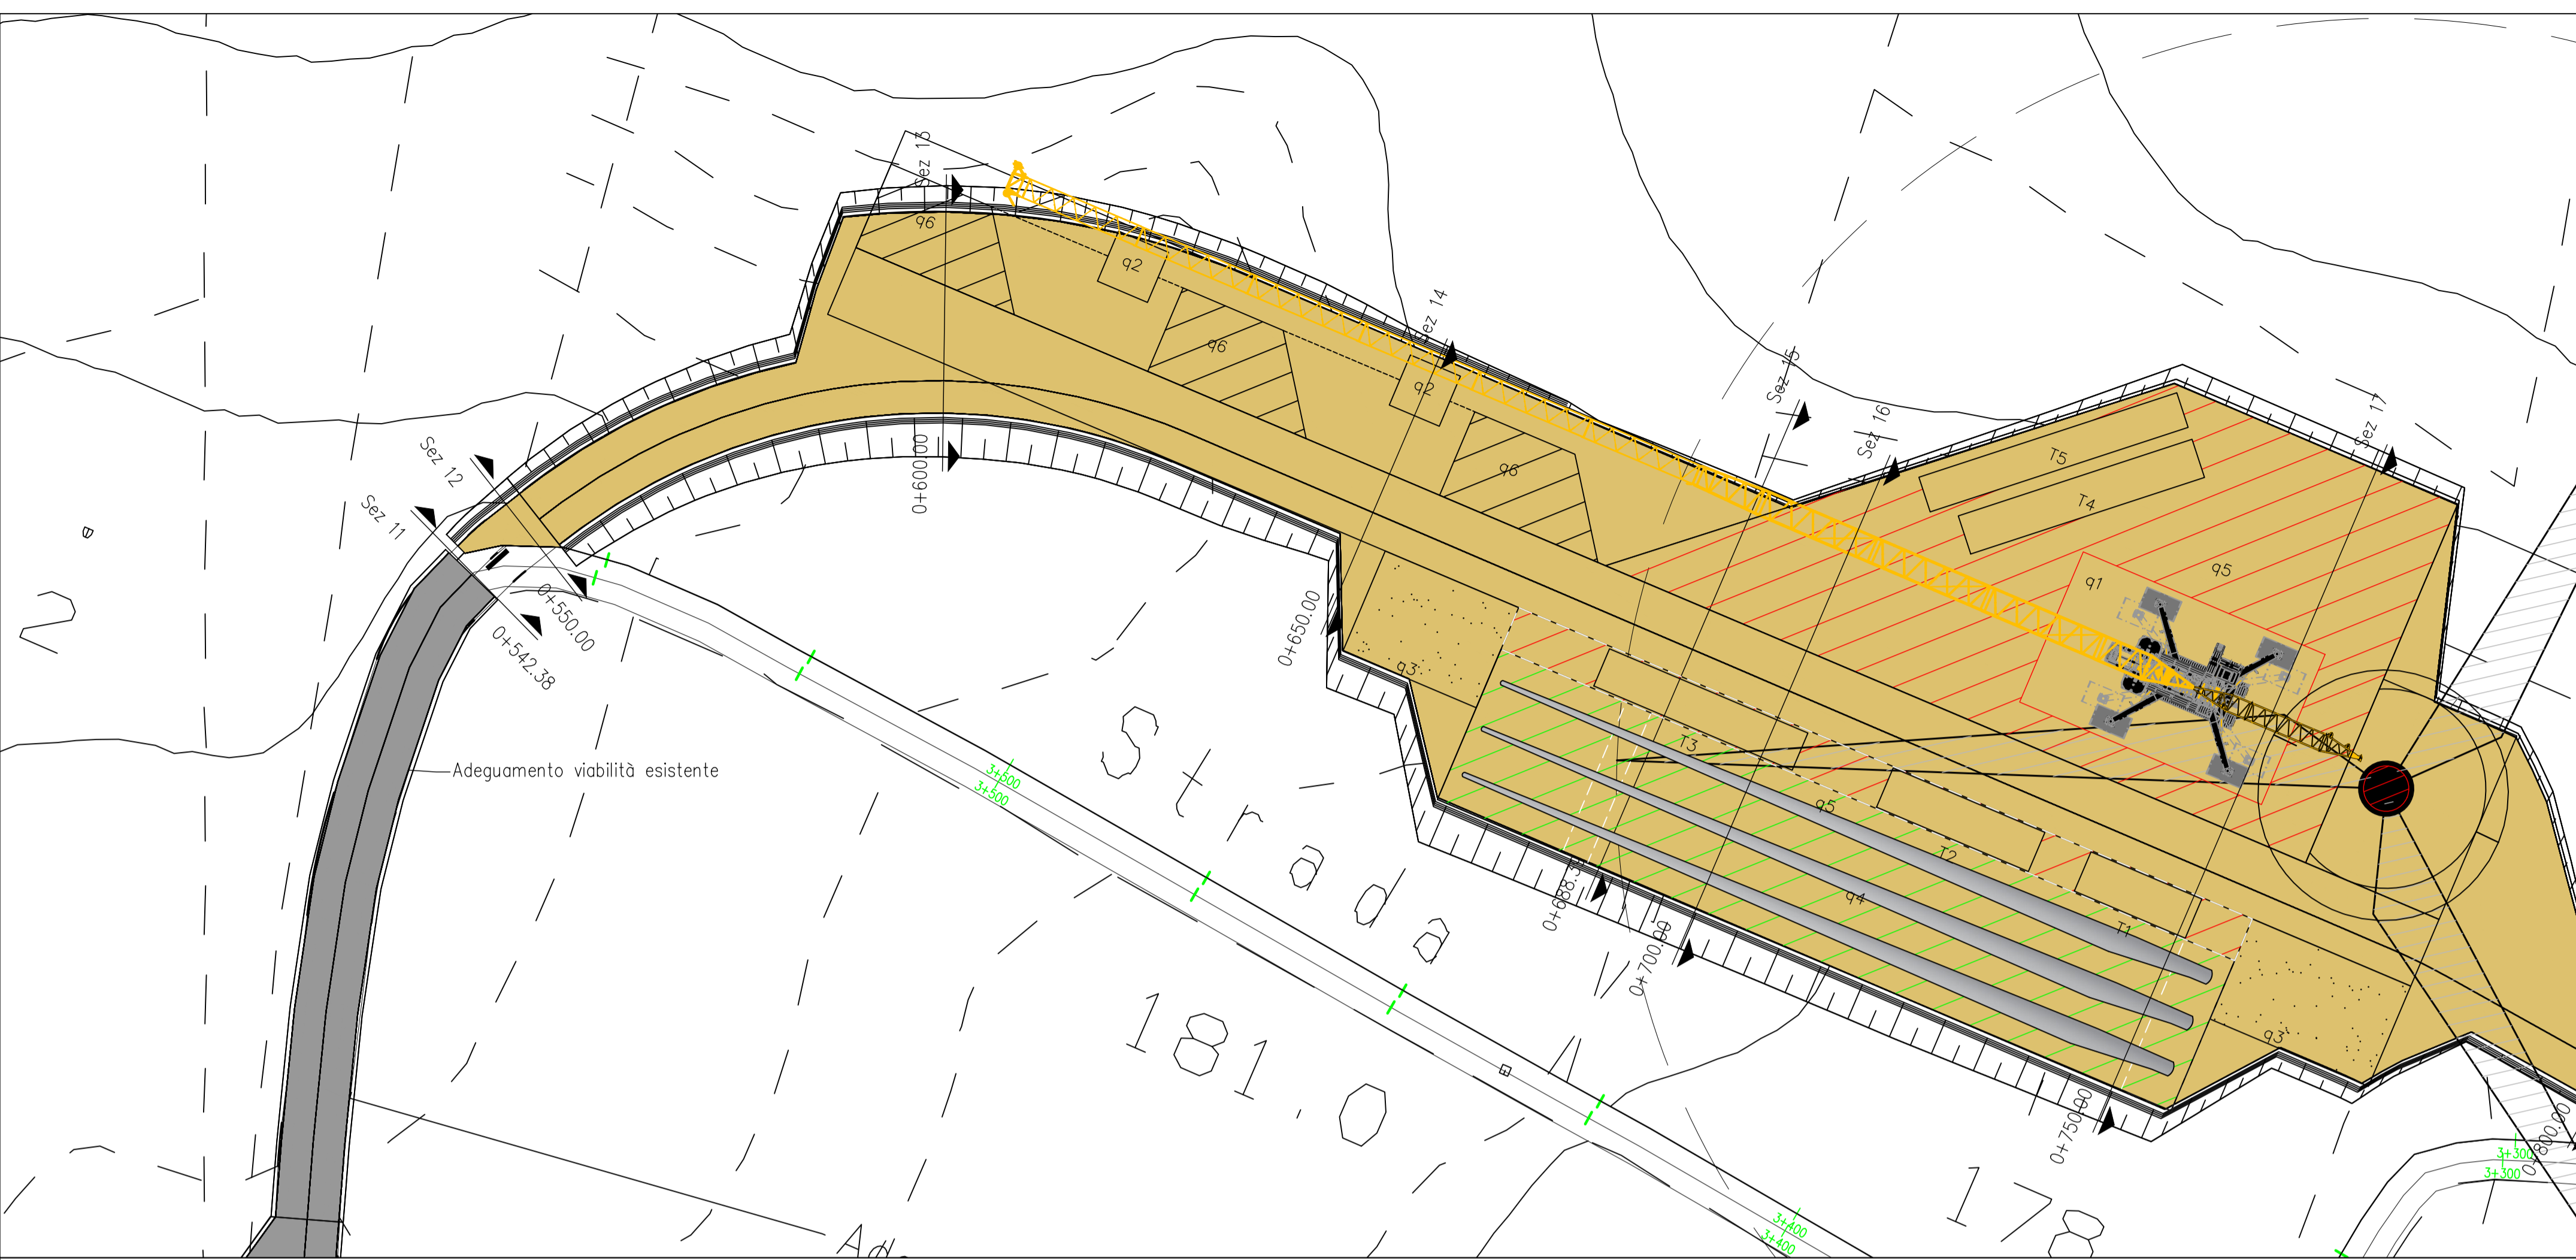 Sez 13
q6
q2
Sez 14
q6
q2
Sez 15
Sez 16
Sez 17
Sez 12
Sez 11
0+600.00
q6
T5
T4
q5
q1
0+550.00
0+542.38
0+650.00
q3
T3
Adeguamento viabilità esistente
3+500
3+500
Strada
q5
T2
q4
T1
0+700.00
q3
181.0
0+750.00
0+800.00
3+300
3+300
3+400
3+400
178